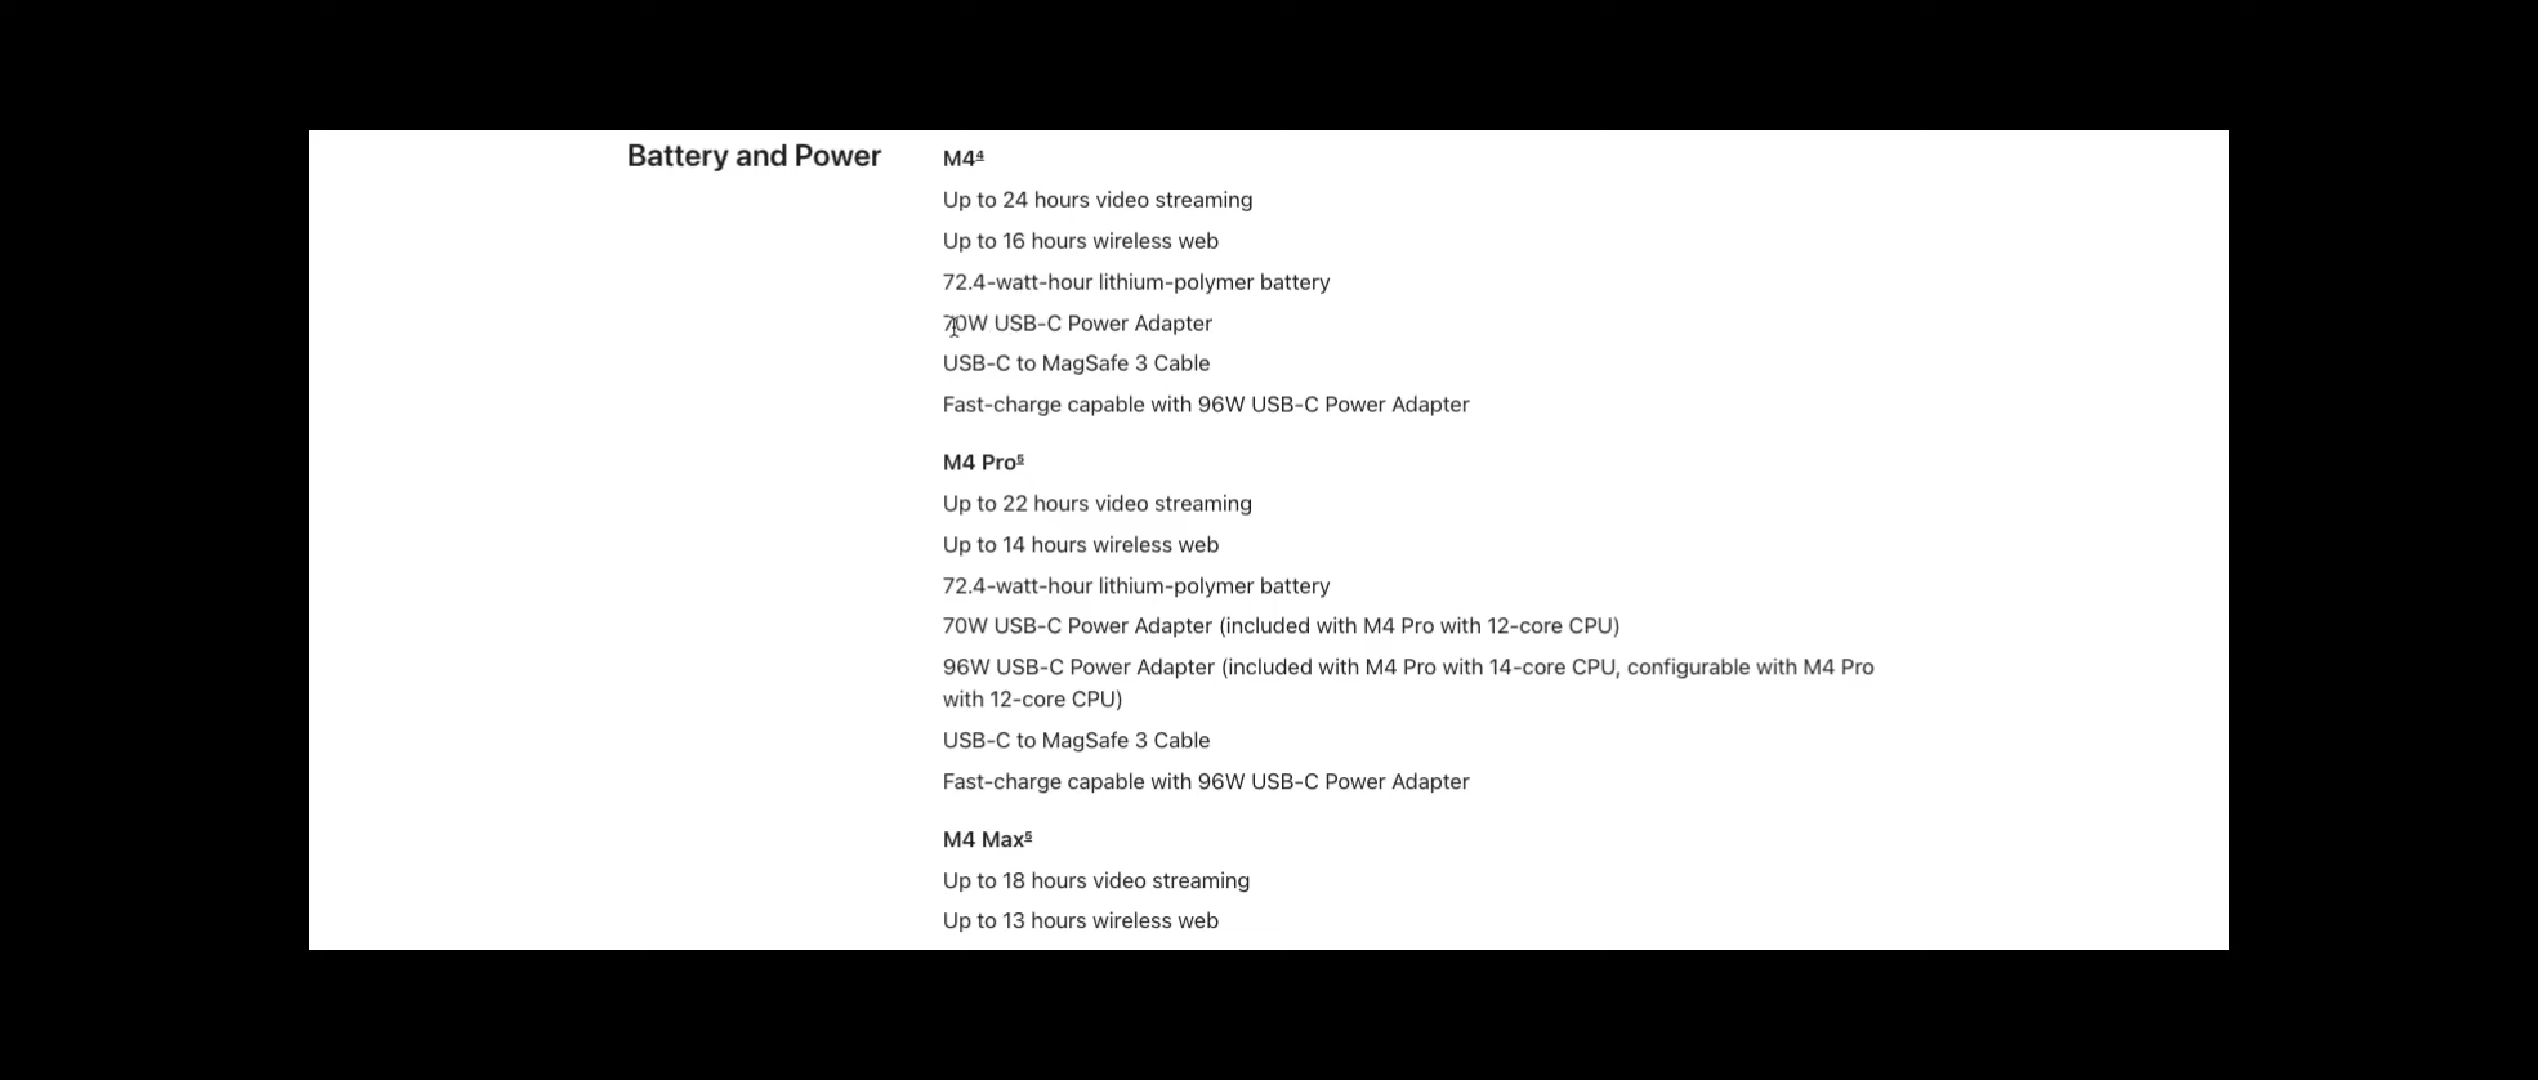 Battery and Power
M4⁴
Up to 24 hours video streaming
Up to 16 hours wireless web
72.4-watt-hour lithium-polymer battery
70W USB-C Power Adapter
USB-C to MagSafe 3 Cable
Fast-charge capable with 96W USB-C Power Adapter
M4 Pro⁵
Up to 22 hours video streaming
Up to 14 hours wireless web
72.4-watt-hour lithium-polymer battery
70W USB-C Power Adapter (included with M4 Pro with 12-core CPU)
96W USB-C Power Adapter (included with M4 Pro with 14-core CPU, configurable with M4 Pro
with 12-core CPU)
USB-C to MagSafe 3 Cable
Fast-charge capable with 96W USB-C Power Adapter
M4 Max⁵
Up to 18 hours video streaming
Up to 13 hours wireless web